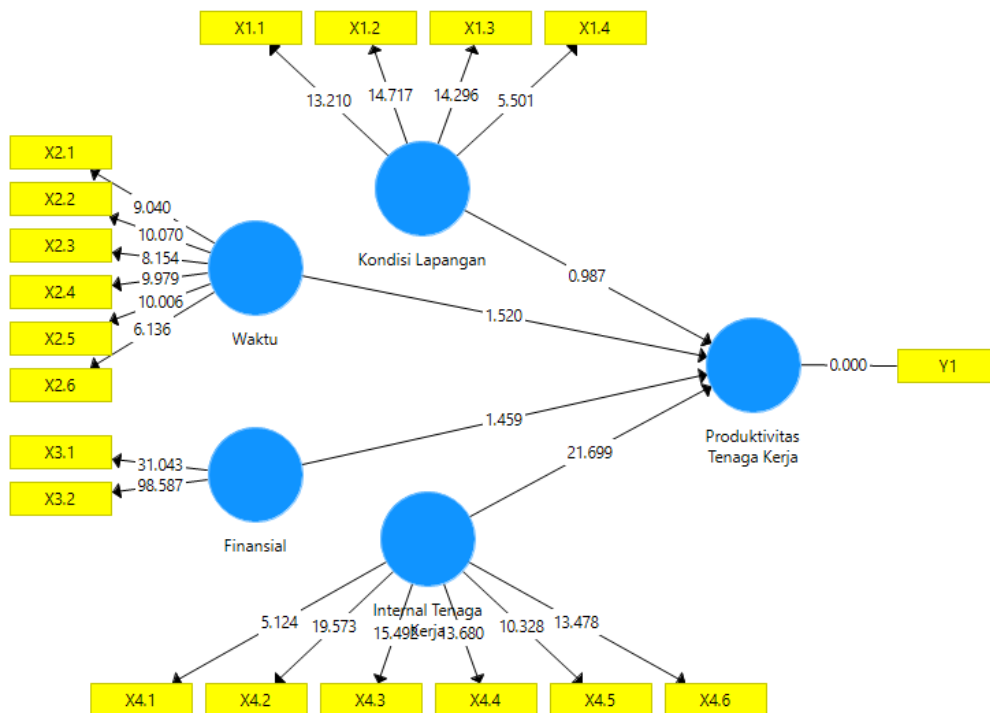 X1.1 X1.2 X1.3 X1.4
13.210 14.717 14.296 5.501
Kondisi Lapangan
X2.1
X2.2
X2.3
X2.4
X2.5
X2.6
9.040
10.070
8.154
9.979
10.006
6.136
Waktu
0.987
1.520
X3.1
X3.2
31.043
98.587
Finansial
1.459
21.699
Produktivitas
Tenaga Kerja
0.000
Y1
Internal Tenaga
Kerja
5.124 19.573 15.492 13.680 10.328 13.478
X4.1 X4.2 X4.3 X4.4 X4.5 X4.6